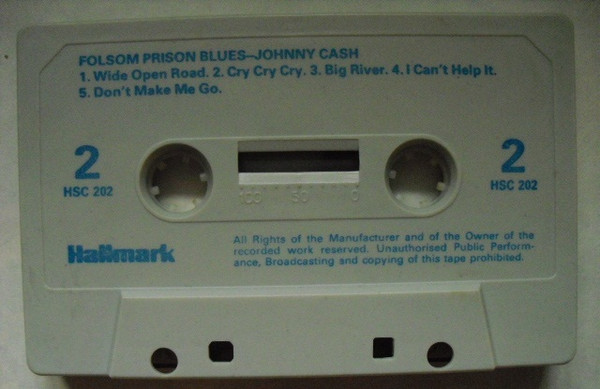 FOLSOM PRISON BLUES—JOHNNY CASH
1. Wide Open Road. 2. Cry Cry Cry. 3. Big River. 4. I Can't Help It.
5. Don't Make Me Go.
2
HSC 202
100 50 0
2
HSC 202
Hallmark
All Rights of the Manufacturer and of the Owner of the
recorded work reserved. Unauthorised Public Perform-
ance, Broadcasting and copying of this tape prohibited.